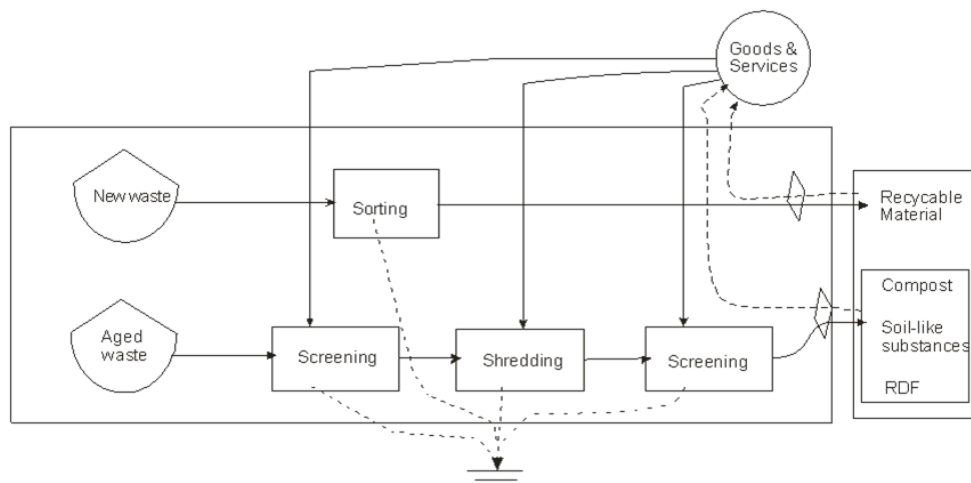 Goods &
Services
New waste
Sorting
Recycable
Material
Compost
Aged
waste
Screening
Shredding
Screening
Soil-like
substances
RDF